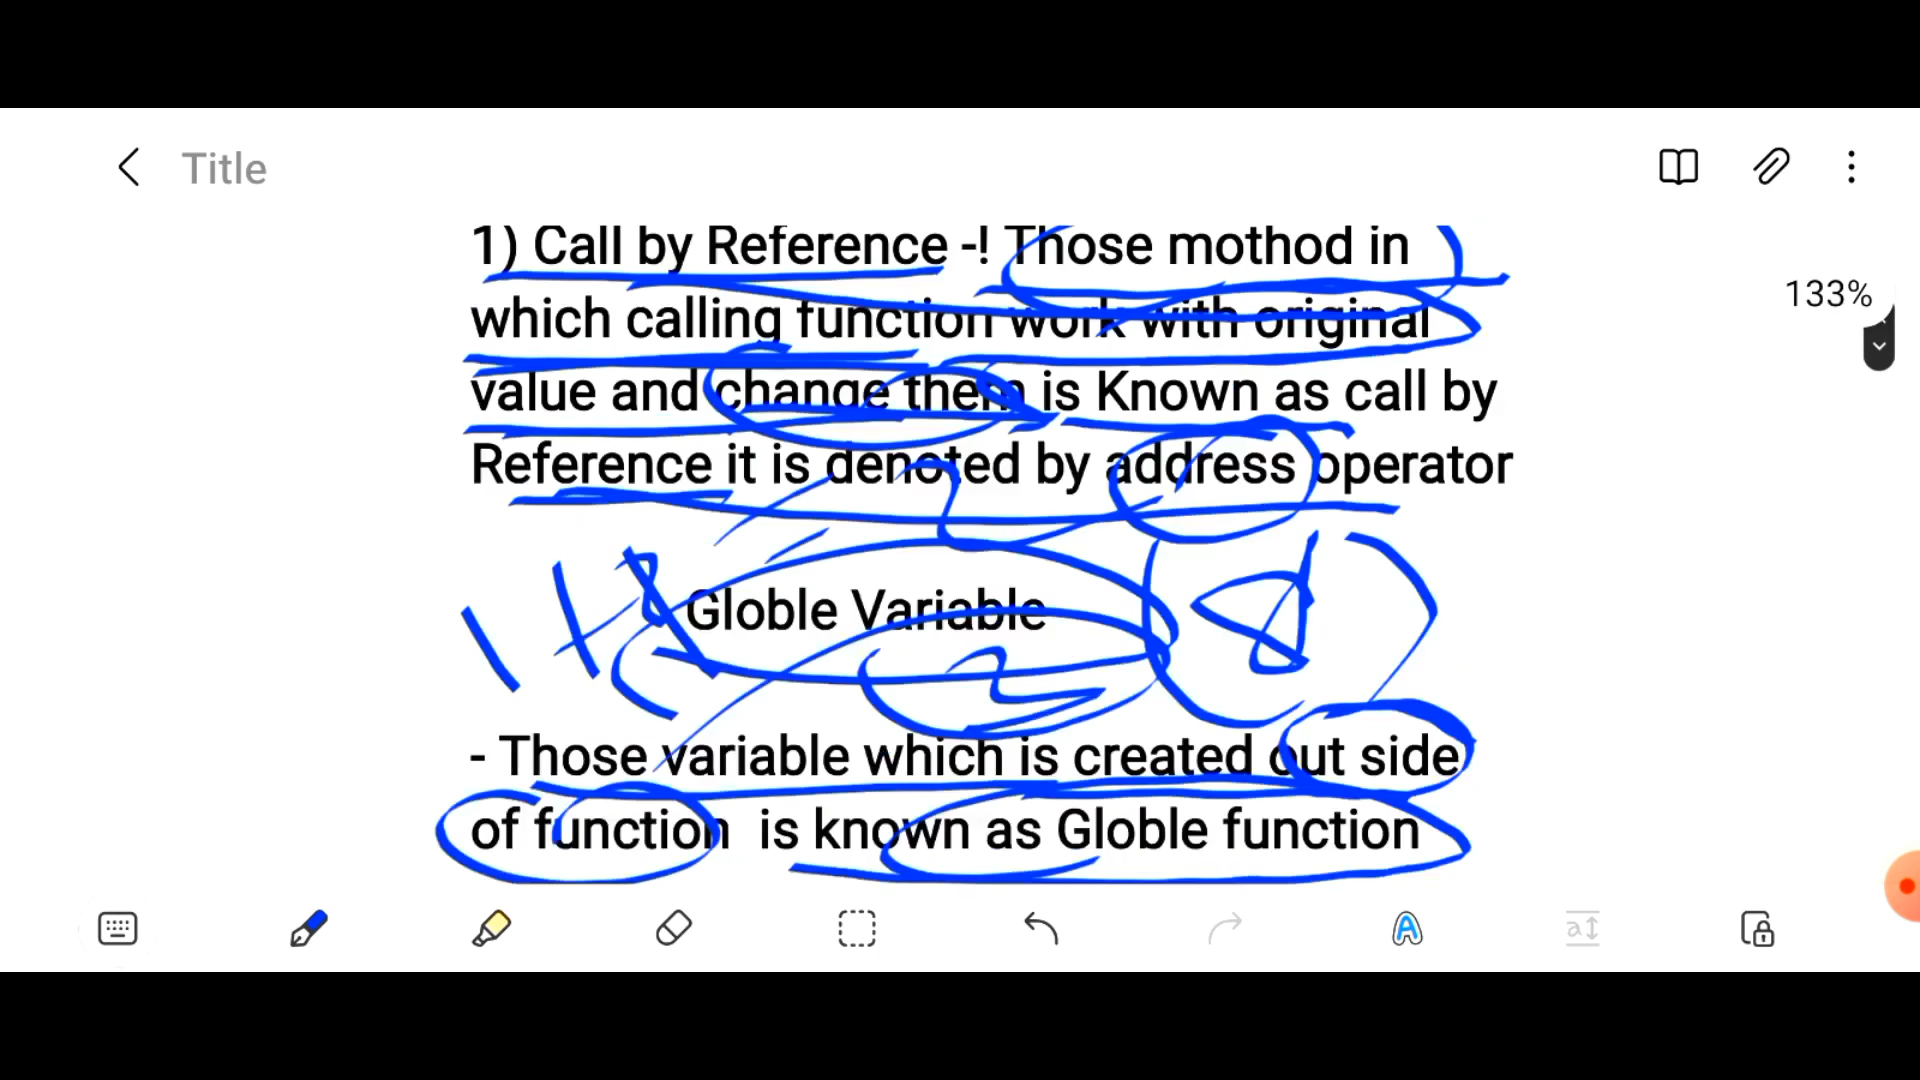 Title
133%
1) Call by Reference -! Those mothod in
which calling function work with original
value and change them is Known as call by
Reference it is denoted by address operator
Globle Variable
- Those variable which is created out side
of function is known as Globle function